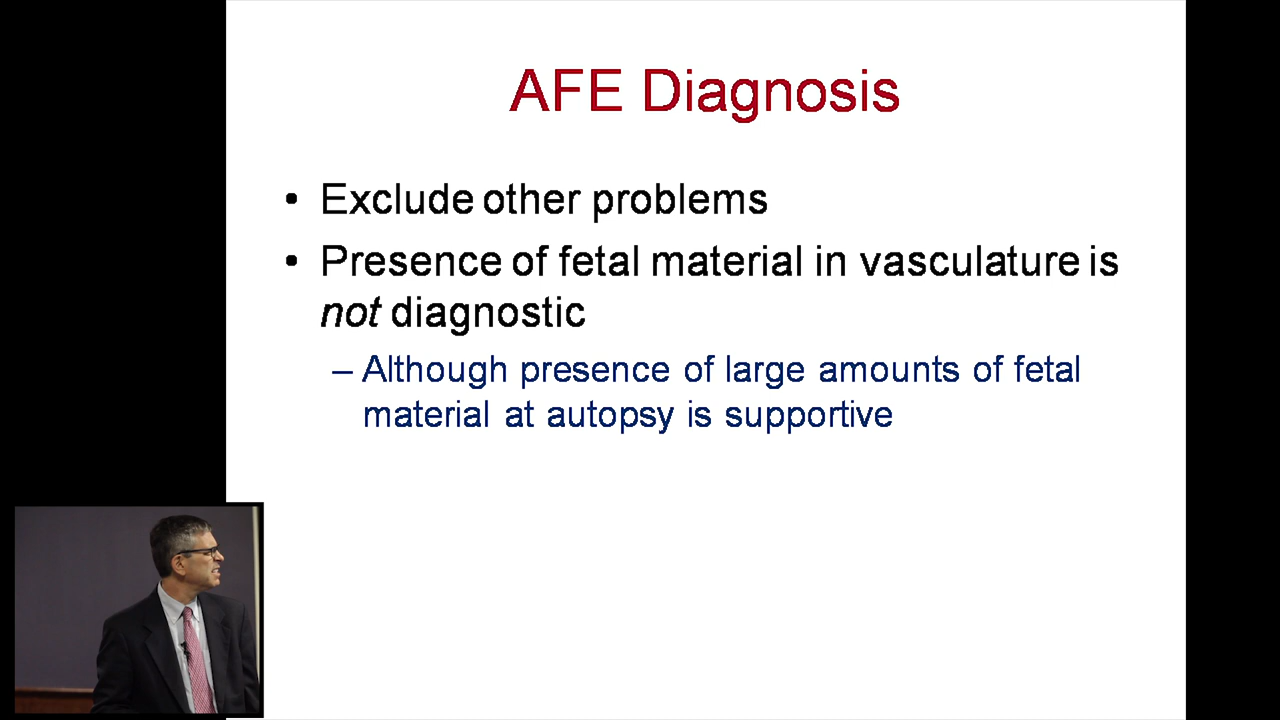 AFE Diagnosis
• Exclude other problems
• Presence of fetal material in vasculature is
not diagnostic
– Although presence of large amounts of fetal
material at autopsy is supportive